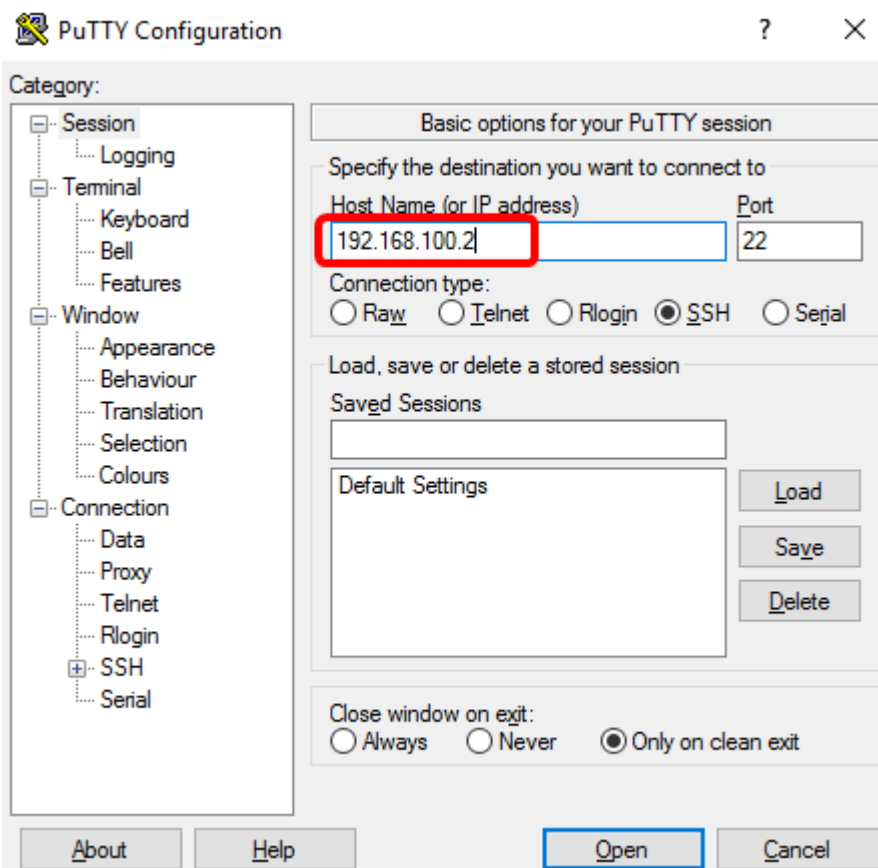 PuTTY Configuration
?
Category:
Session
Logging
Terminal
Keyboard
Bell
Features
Window
Appearance
Behaviour
Translation
Selection
Colours
Connection
Data
Proxy
Telnet
Rlogin
SSH
Serial
Basic options for your PuTTY session
Specify the destination you want to connect to
Host Name (or IP address) Port
192.168.100.2 22
Connection type:
Raw Telnet Rlogin SSH Serial
Load, save or delete a stored session
Saved Sessions
Default Settings
Load
Save
Delete
Close window on exit:
Always Never Only on clean exit
About Help Open Cancel